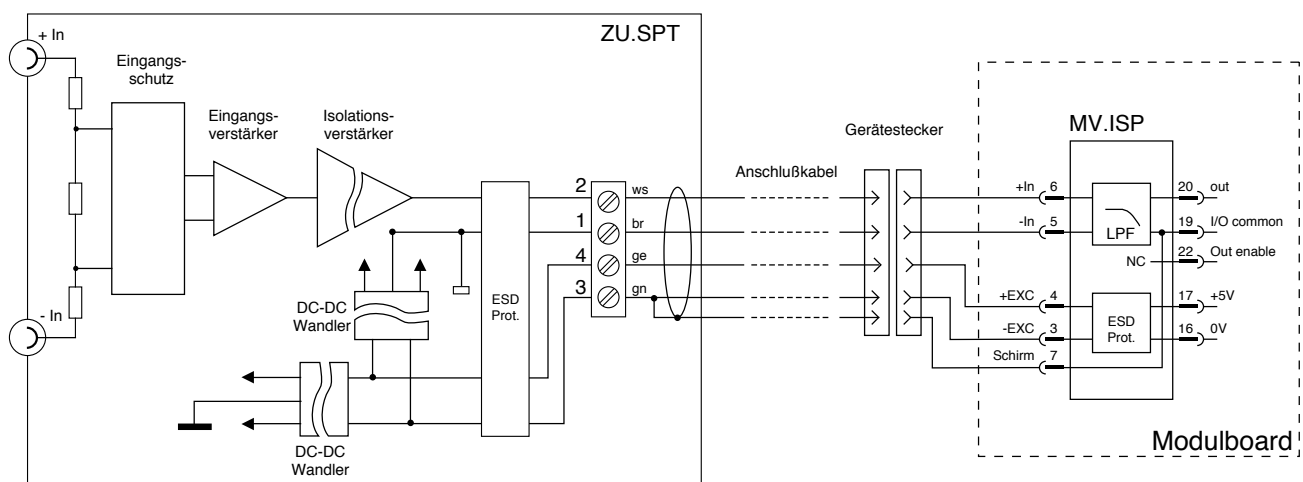 + In
ZU.SPT
Eingangs-
schutz
Eingangs-
verstärker
Isolations-
verstärker
- In
DC-DC
Wandler
DC-DC
Wandler
ESD
Prot.
2
ws
1
br
4
ge
3
gn
Anschlußkabel
Gerätestecker
MV.ISP
+In
6
LPF
20
out
-In
5
19
I/O common
NC
22
Out enable
+EXC
4
ESD
Prot.
17
+5V
-EXC
3
16
0V
Schirm
7
Modulboard